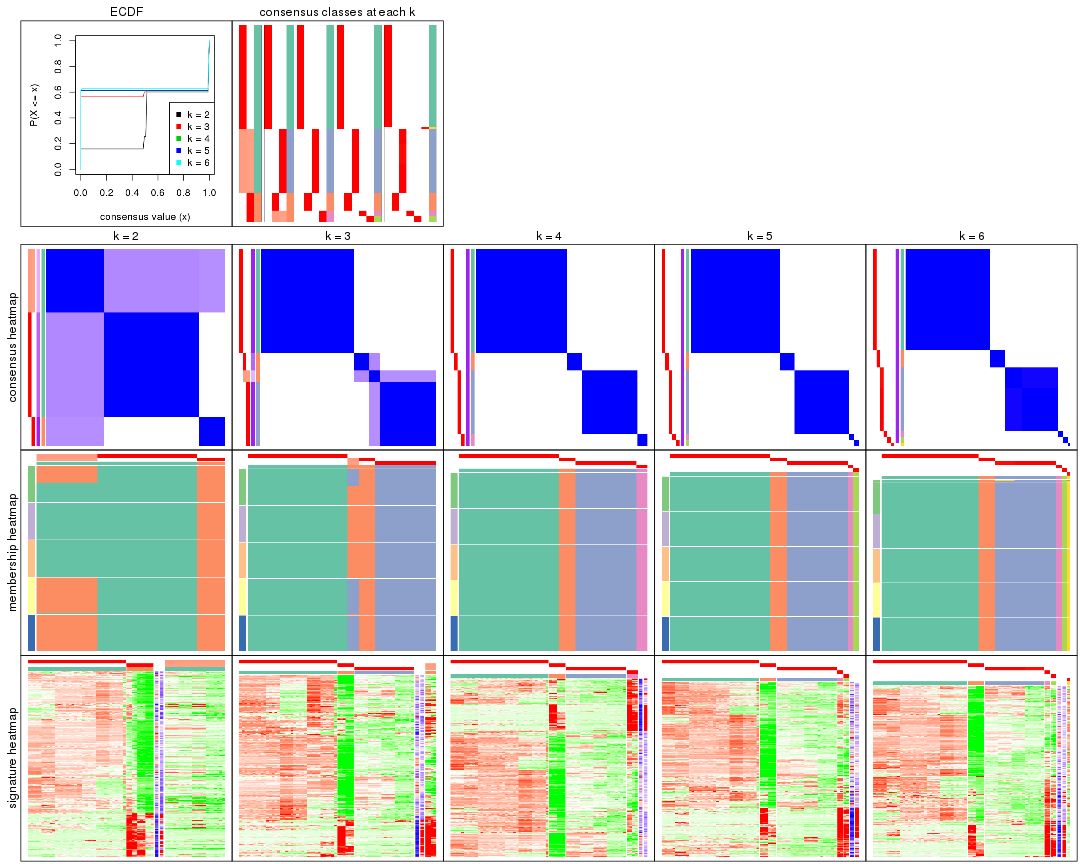 ECDF
consensus classes at each k
P(X <= x)
1.0
0.8
0.6
0.4
0.2
0.0
k = 2
k = 3
k = 4
k = 5
k = 6
0.0 0.2 0.4 0.6 0.8 1.0
consensus value (x)
k = 2
k = 3
k = 4
k = 5
k = 6
consensus heatmap
membership heatmap
signature heatmap